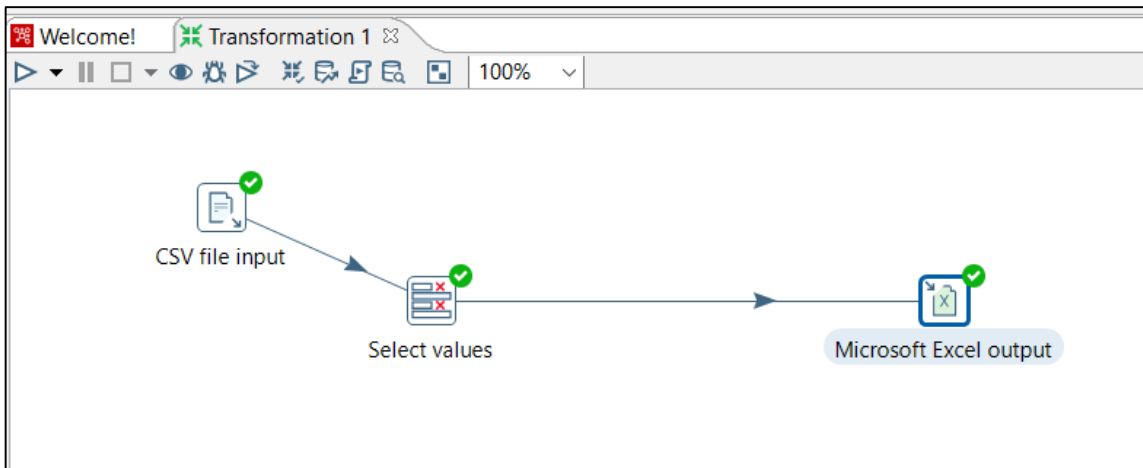 Welcome!
Transformation 1
100%
CSV file input
Select values
Microsoft Excel output